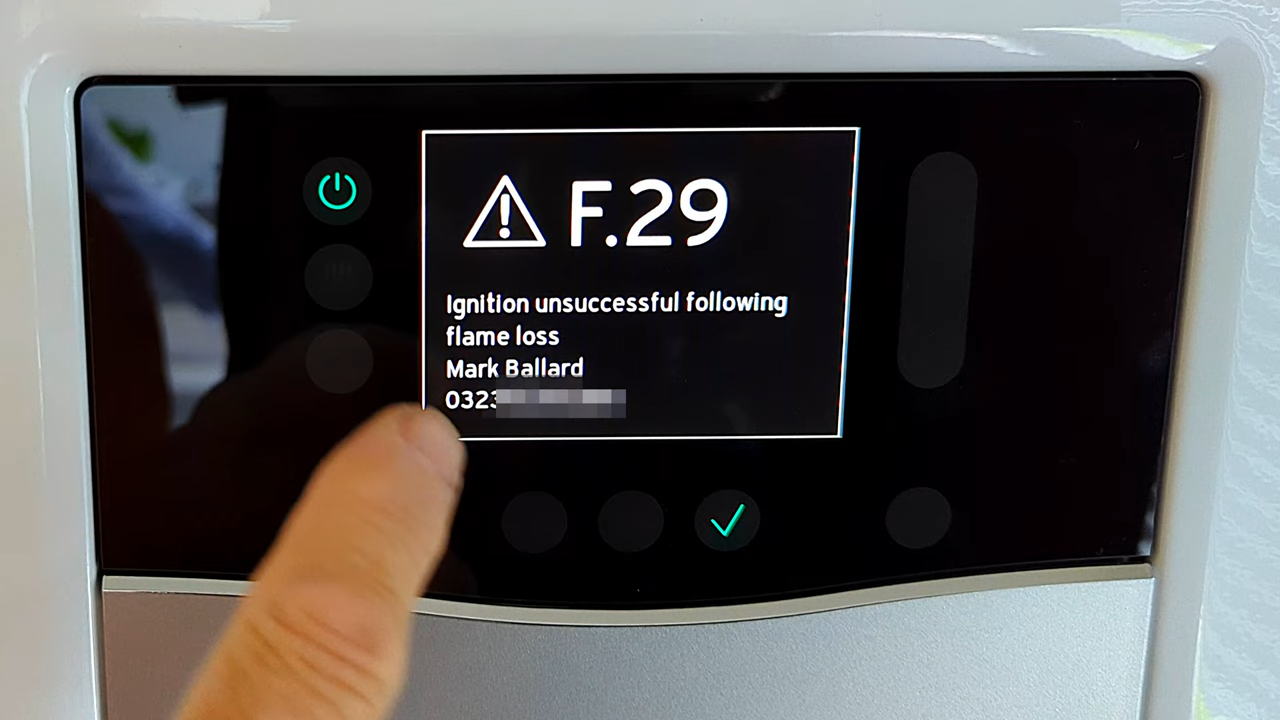 F.29
Ignition unsuccessful following
flame loss
Mark Ballard
0323